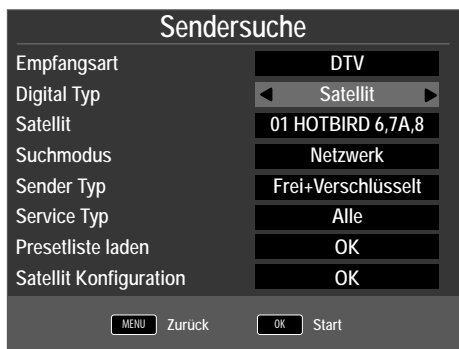 Sendersuche
Empfangsart DTV
Digital Typ Satellit
Satellit 01 HOTBIRD 6,7A,8
Suchmodus Netzwerk
Sender Typ Frei+Verschlüsselt
Service Typ Alle
Presetliste laden OK
Satellit Konfiguration OK
MENU Zurück OK Start